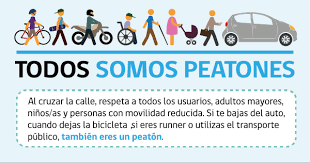 TODOS SOMOS PEATONES
Al cruzar la calle, respeta a todos los usuarios, adultos mayores,
niños/as y personas con movilidad reducida. Si te bajas del auto,
cuando dejas la bicicleta ,si eres runner o utilizas el transporte
público, también eres un peatón.